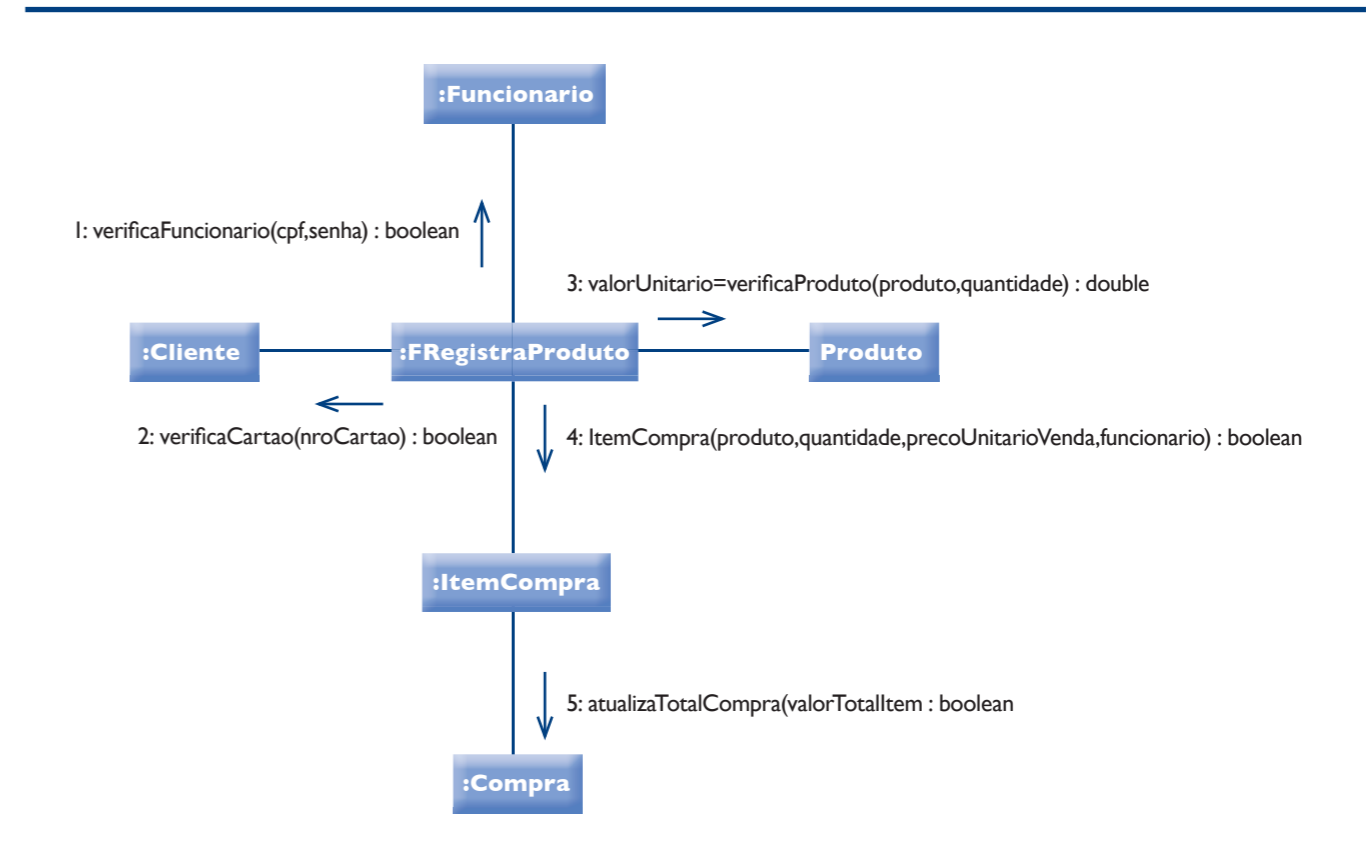 :Funcionario
1: verificaFuncionario(cpf,senha) : boolean
3: valorUnitario=verificaProduto(produto,quantidade) : double
:Cliente
:FRegistraProduto
Produto
2: verificaCartao(nroCartao) : boolean
4: ItemCompra(produto,quantidade,precoUnitarioVenda,funcionario) : boolean
:ItemCompra
5: atualizaTotalCompra(valorTotalItem : boolean
:Compra